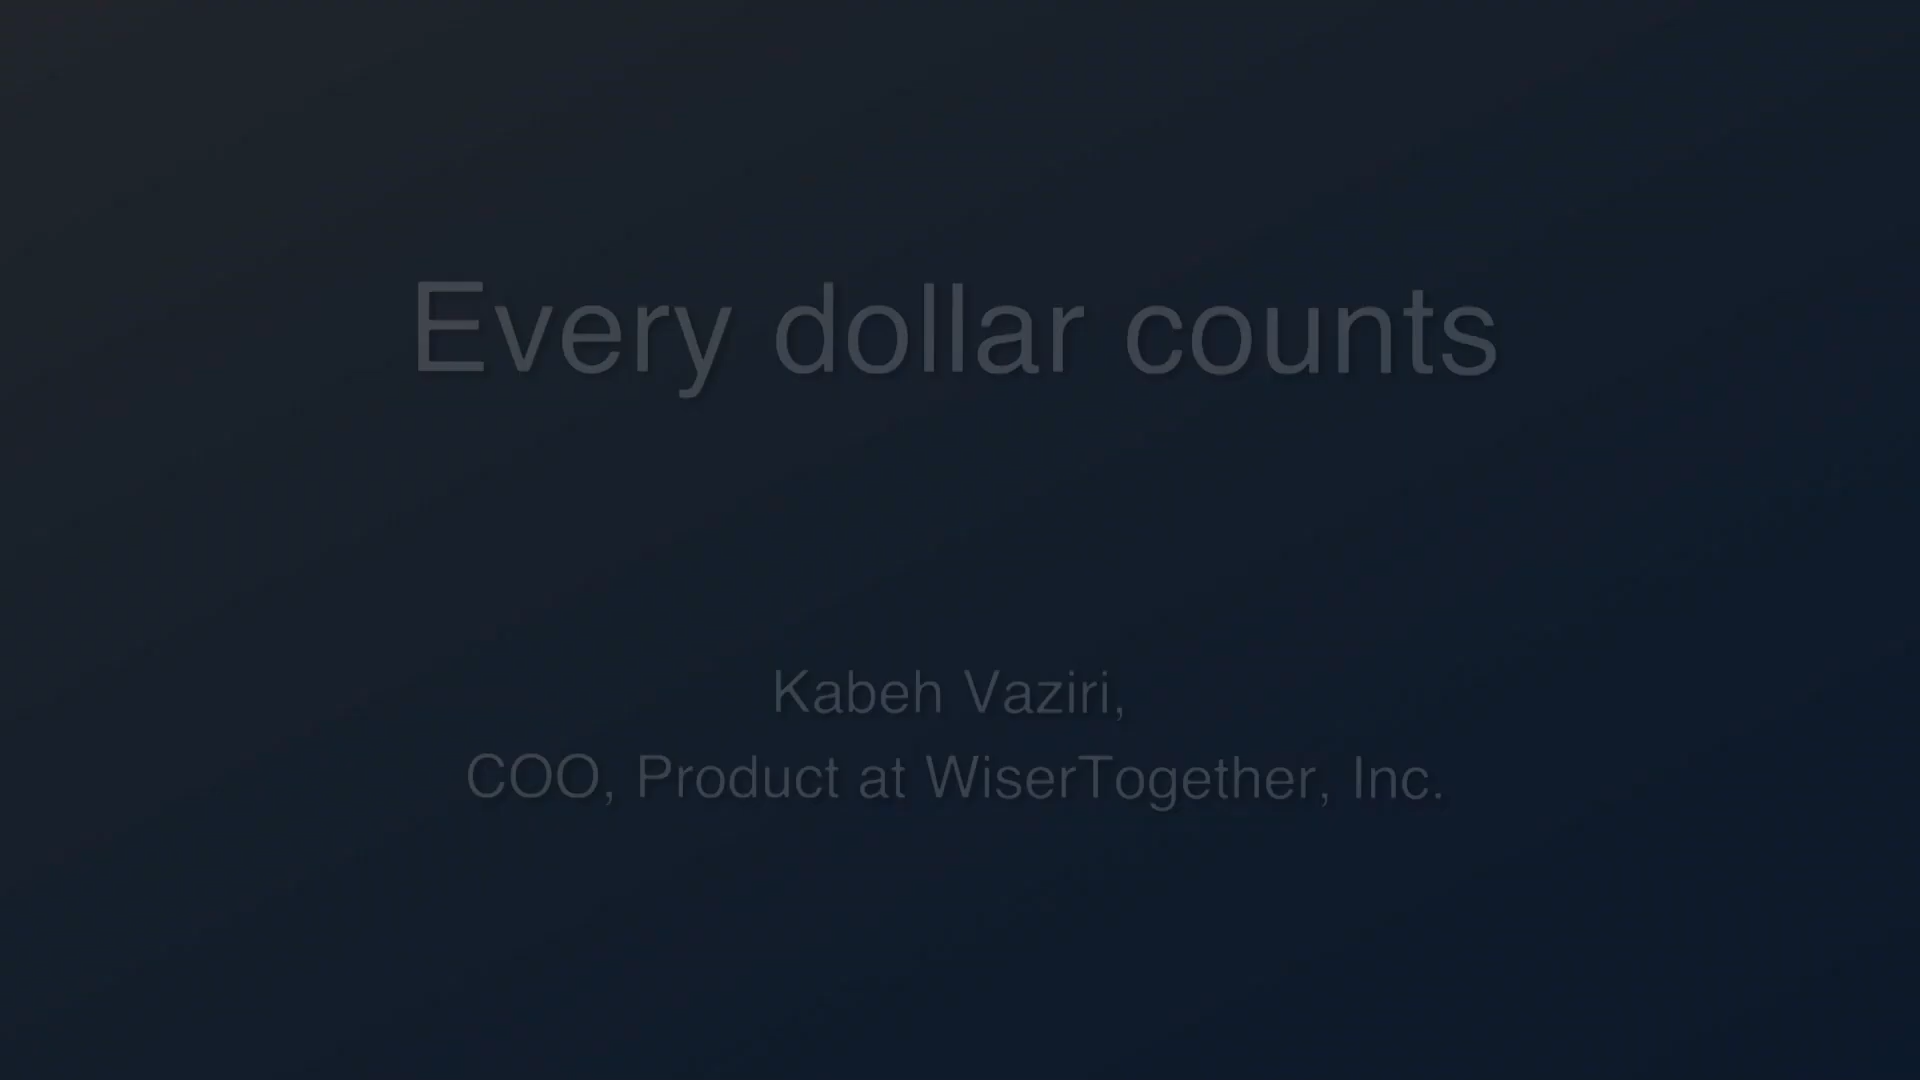 Every dollar counts
Kabeh Vaziri,
COO, Product at WiserTogether, Inc.